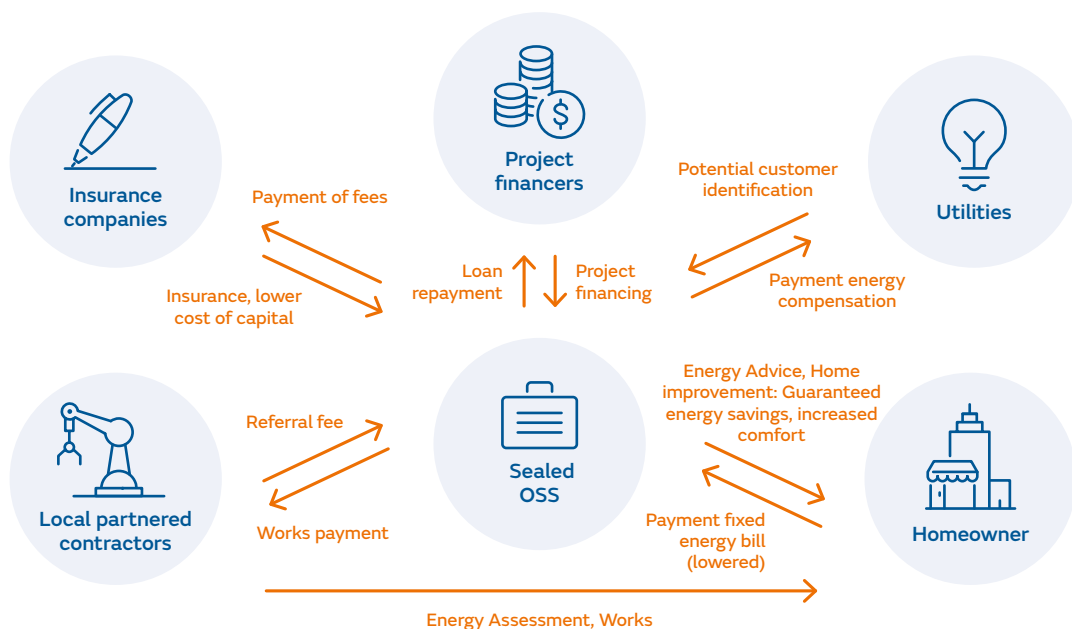 Insurance
companies
Payment of fees
Insurance, lower
cost of capital
$
Project
financers
Loan
repayment
Project
financing
Potential customer
identification
Payment energy
compensation
Utilities
Local partnered
contractors
Referral fee
Works payment
Sealed
OSS
Energy Advice, Home
improvement: Guaranteed
energy savings, increased
comfort
Payment fixed
energy bill
(lowered)
Homeowner
Energy Assessment, Works